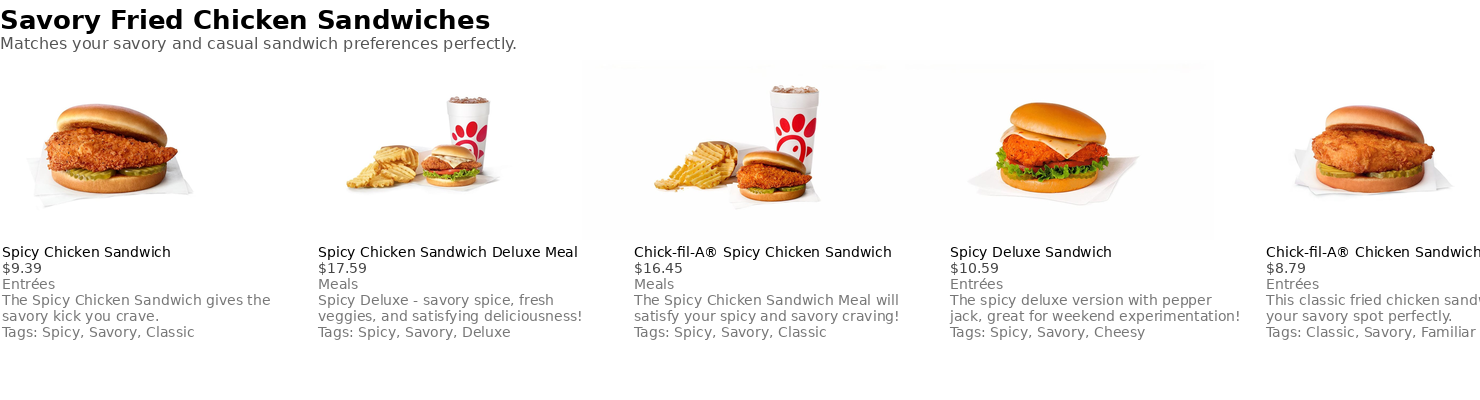 Savory Fried Chicken Sandwiches
Matches your savory and casual sandwich preferences perfectly.
Spicy Chicken Sandwich
$9.39
Entrées
The Spicy Chicken Sandwich gives the
savory kick you crave.
Tags: Spicy, Savory, Classic
Spicy Chicken Sandwich Deluxe Meal
$17.59
Meals
Spicy Deluxe - savory spice, fresh
veggies, and satisfying deliciousness!
Tags: Spicy, Savory, Deluxe
Chick-fil-A® Spicy Chicken Sandwich
$16.45
Meals
The Spicy Chicken Sandwich Meal will
satisfy your spicy and savory craving!
Tags: Spicy, Savory, Classic
Spicy Deluxe Sandwich
$10.59
Entrées
The spicy deluxe version with pepper
jack, great for weekend experimentation!
Tags: Spicy, Savory, Cheesy
Chick-fil-A® Chicken Sandwich
$8.79
Entrées
This classic fried chicken
your savory spot perfectly.
Tags: Classic, Savory, Familiar